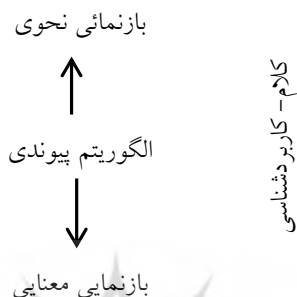 بازنمائی نحوی
الگوریتم پیوندی
بازنمایی معنایی
کلام- کاربردشناسی